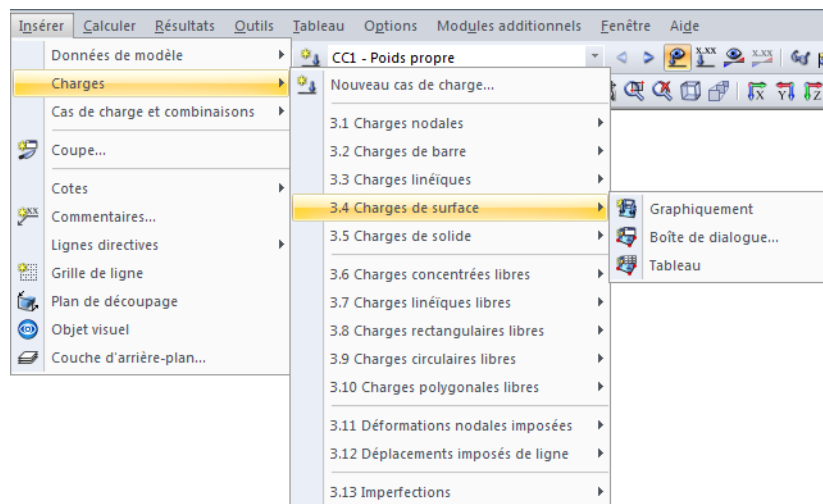 Insérer Calculer Résultats Outils Tableau Options Modules additionnels Fenêtre Aide
Données de modèle
Charges
Cas de charge et combinaisons
Coupe...
Cotes
Commentaires...
Lignes directives
Grille de ligne
Plan de découpage
Objet visuel
Couche d'arrière-plan...
CC1 - Poids propre
Nouveau cas de charge...
3.1 Charges nodales
3.2 Charges de barre
3.3 Charges linéïques
3.4 Charges de surface
3.5 Charges de solide
3.6 Charges concentrées libres
3.7 Charges linéïques libres
3.8 Charges rectangulaires libres
3.9 Charges circulaires libres
3.10 Charges polygonales libres
3.11 Déformations nodales imposées
3.12 Déplacements imposés de ligne
3.13 Imperfections
Graphiquement
Boîte de dialogue...
Tableau